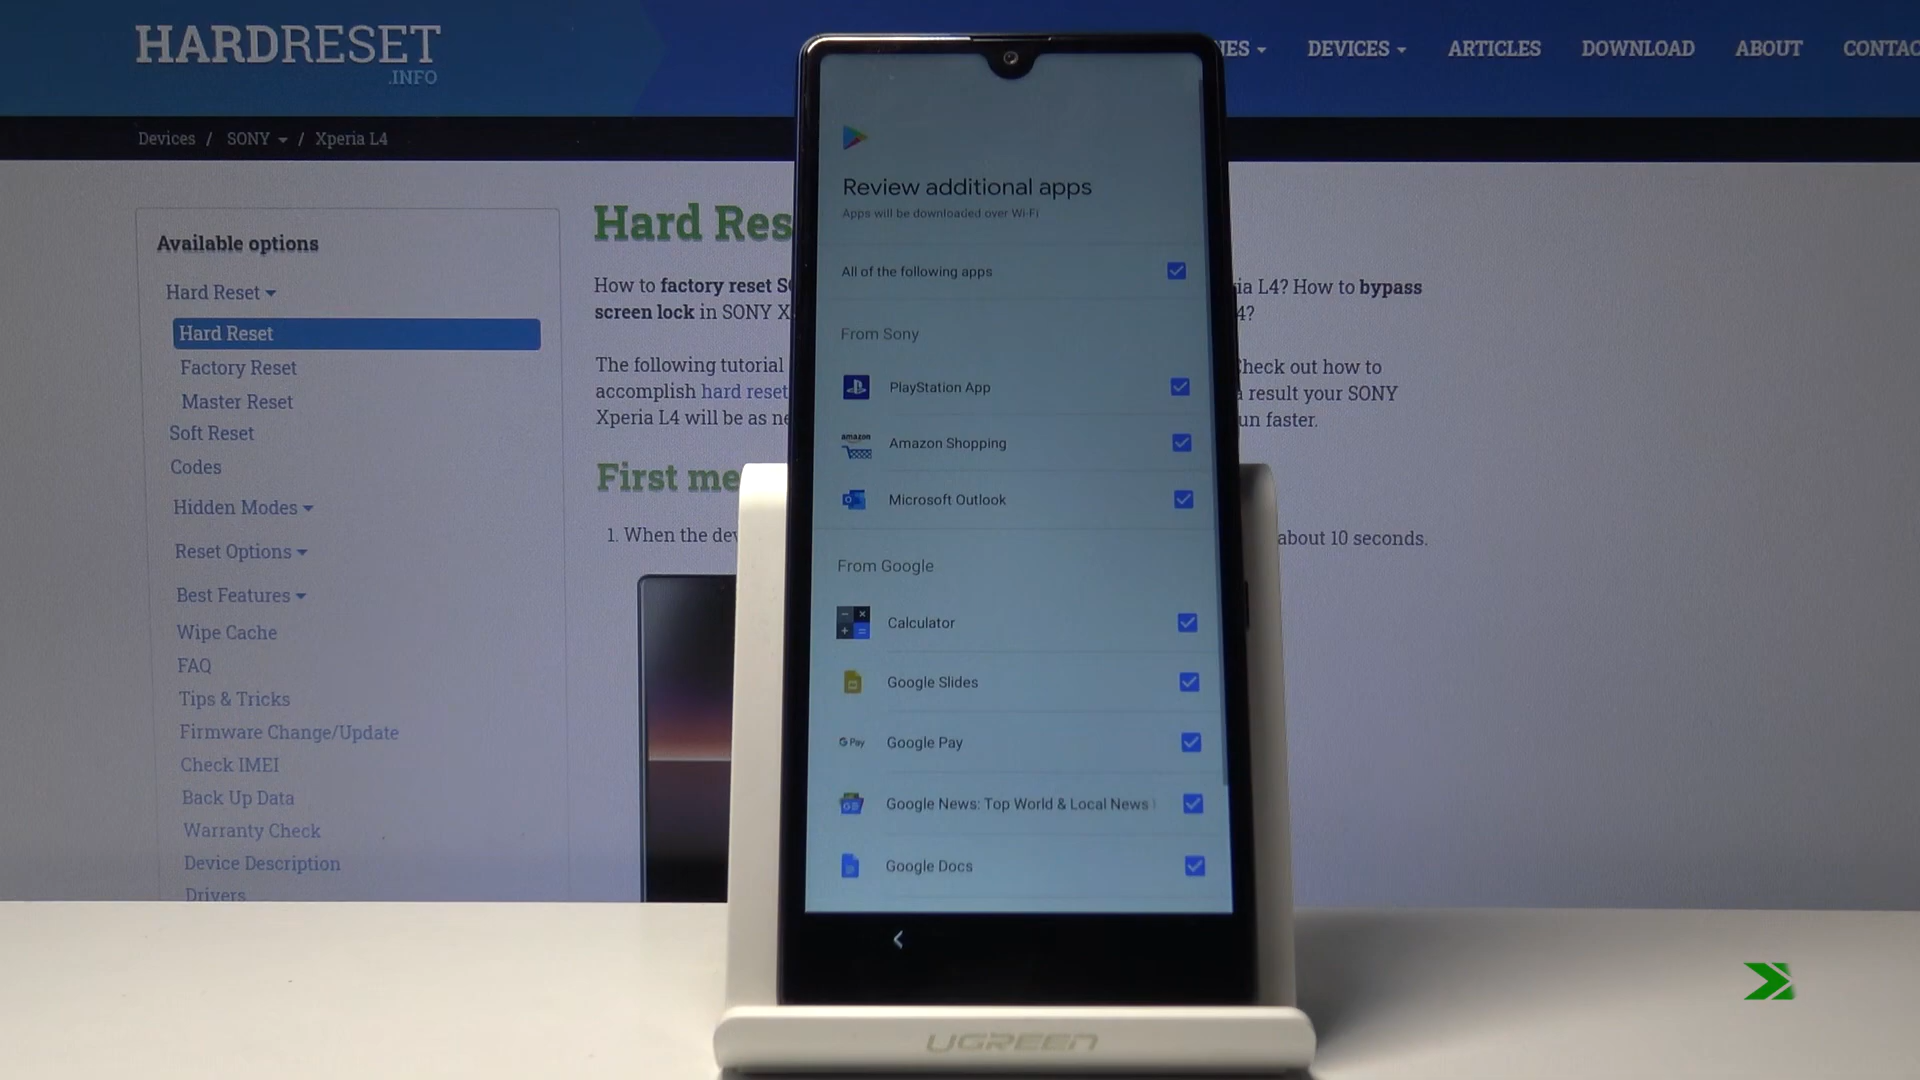 HARDRESET
.INFO
DEVICES
ARTICLES
DOWNLOAD
ABOUT
Devices / SONY / Xperia L4
Available options
Hard Reset
Hard Reset
Factory Reset
Master Reset
Soft Reset
Codes
Hidden Modes
Reset Options
Best Features
Wipe Cache
FAQ
Tips & Tricks
Firmware Change/Update
Check IMEI
Back Up Data
Warranty Check
Device Description
Drivers
Hard Res
How to factory reset S
screen lock in SONY X
The following tutorial
accomplish hard reset
Xperia L4 will be as ne
First me
1. When the dev
L4? How to bypass
4?
Check out how to
result your SONY
un faster.
about 10 seconds.
Review additional apps
Apps will be downloaded over Wi-Fi
All of the following apps
From Sony
PlayStation App
amazon
Amazon Shopping
Microsoft Outlook
From Google
Calculator
Google Slides
G Pay
Google Pay
Google News: Top World & Local News
Google Docs
UGREEN